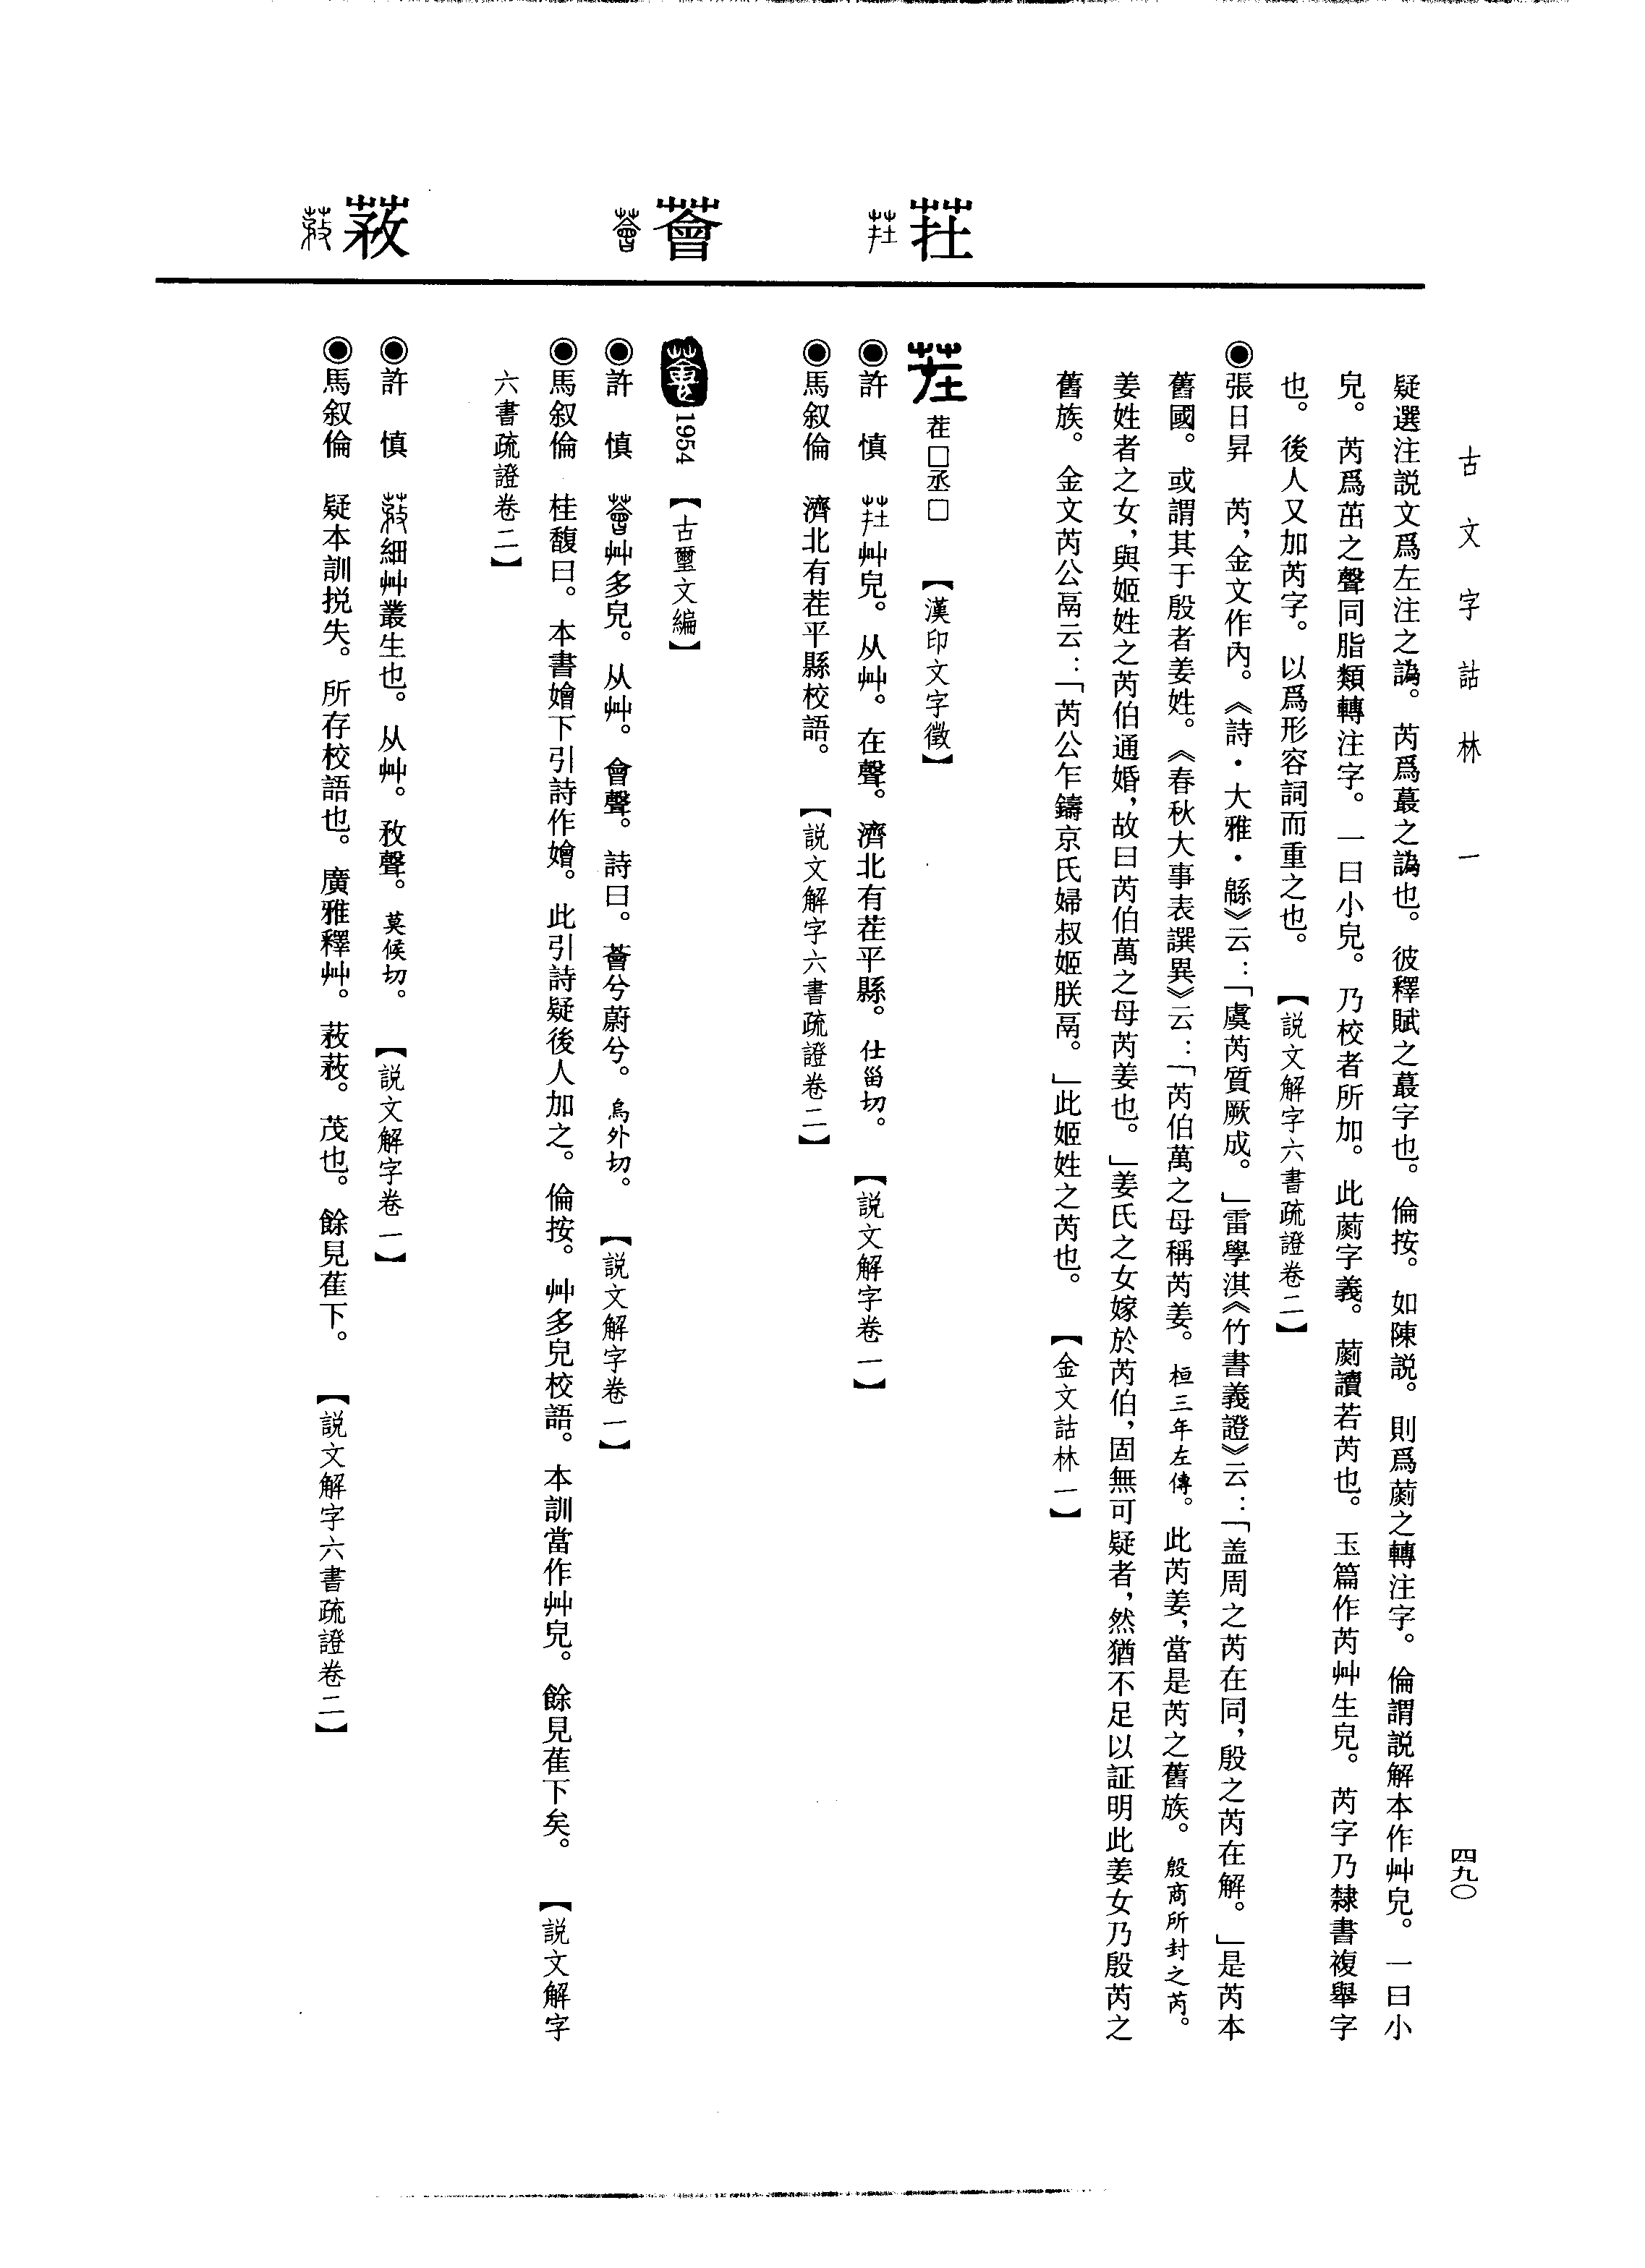 古文字詁林 一
四九〇
疑選注説文爲左注之譌。芮爲蕞之譌也。彼釋賦之蕞字也。倫按。如陳説。則爲藺之轉注字。倫謂説解本作艸皃。一曰小
皃。芮爲茁之聲同脂類轉注字。一曰小皃。乃校者所加。此字義。讀若芮也。玉篇作芮艸生皃。芮字乃隸書複舉字
也。後人又加芮字。以爲形容詞而重之也。【説文解字六書疏證卷二】
◉張日昇 芮，金文作內。《詩・大雅・緜》云：「虞芮質厥成。」雷學淇《竹書義證》云：「盖周之芮在同，殷之芮在解。」是芮本
舊國。或謂其于殷者姜姓。《春秋大事表譔異》云：「芮伯萬之母稱芮姜。桓三年左傳。此芮姜，當是芮之舊族。殷商所封之芮。
姜姓者之女，與姬姓之芮伯通婚，故曰芮伯萬之母芮姜也。」姜氏之女嫁於芮伯，固無可疑者，然猶不足以証明此姜女乃殷芮之
舊族。金文芮公鬲云：「芮公乍鑄京氏婦叔姬朕鬲。」此姬姓之芮也。【金文詁林一】
茬
茬□丞□【漢印文字徵】
◉許 慎 艸皃。从艸。在聲。濟北有茬平縣。仕甾切。【説文解字卷一】
◉馬叙倫 濟北有茬平縣校語。【説文解字六書疏證卷二】
薈
1954【古璽文編】
◉許 慎 薈艸多皃。从艸。會聲。詩曰。薈兮蔚兮。烏外切。【説文解字卷一】
◉馬叙倫 桂馥曰。本書嬒下引詩作嬒。此引詩疑後人加之。倫按。艸多皃校語。本訓當作艸皃。餘見萑下矣。【説文解字
六書疏證卷二】
蓩
◉許 慎 細艸叢生也。从艸。敄聲。莫候切。【説文解字卷一】
◉馬叙倫 疑本訓挩失。所存校語也。廣雅釋艸。茂也。餘見萑下。【説文解字六書疏證卷二】